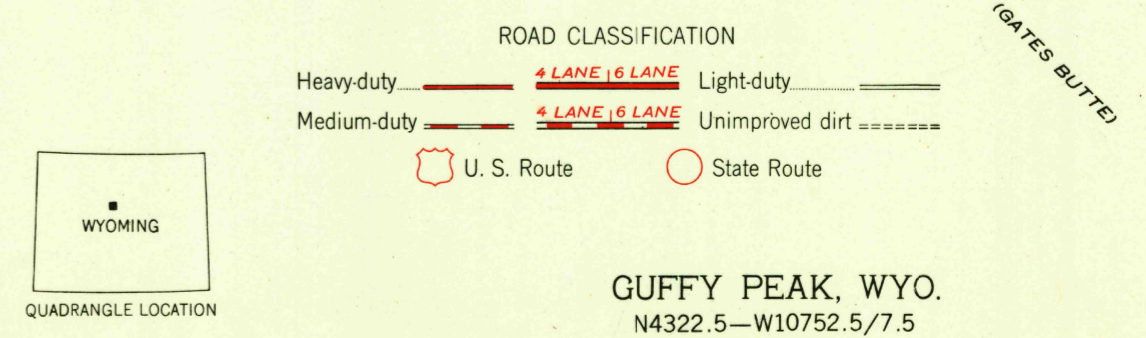 (GATES BUTTE)
ROAD CLASSIFICATION
Heavy-duty
4 LANE 6 LANE
Light-duty
Medium-duty
4 LANE 6 LANE
Unimproved dirt
U. S. Route
State Route
WYOMING
QUADRANGLE LOCATION
GUFFY PEAK, WYO.
N4322.5—W10752.5/7.5